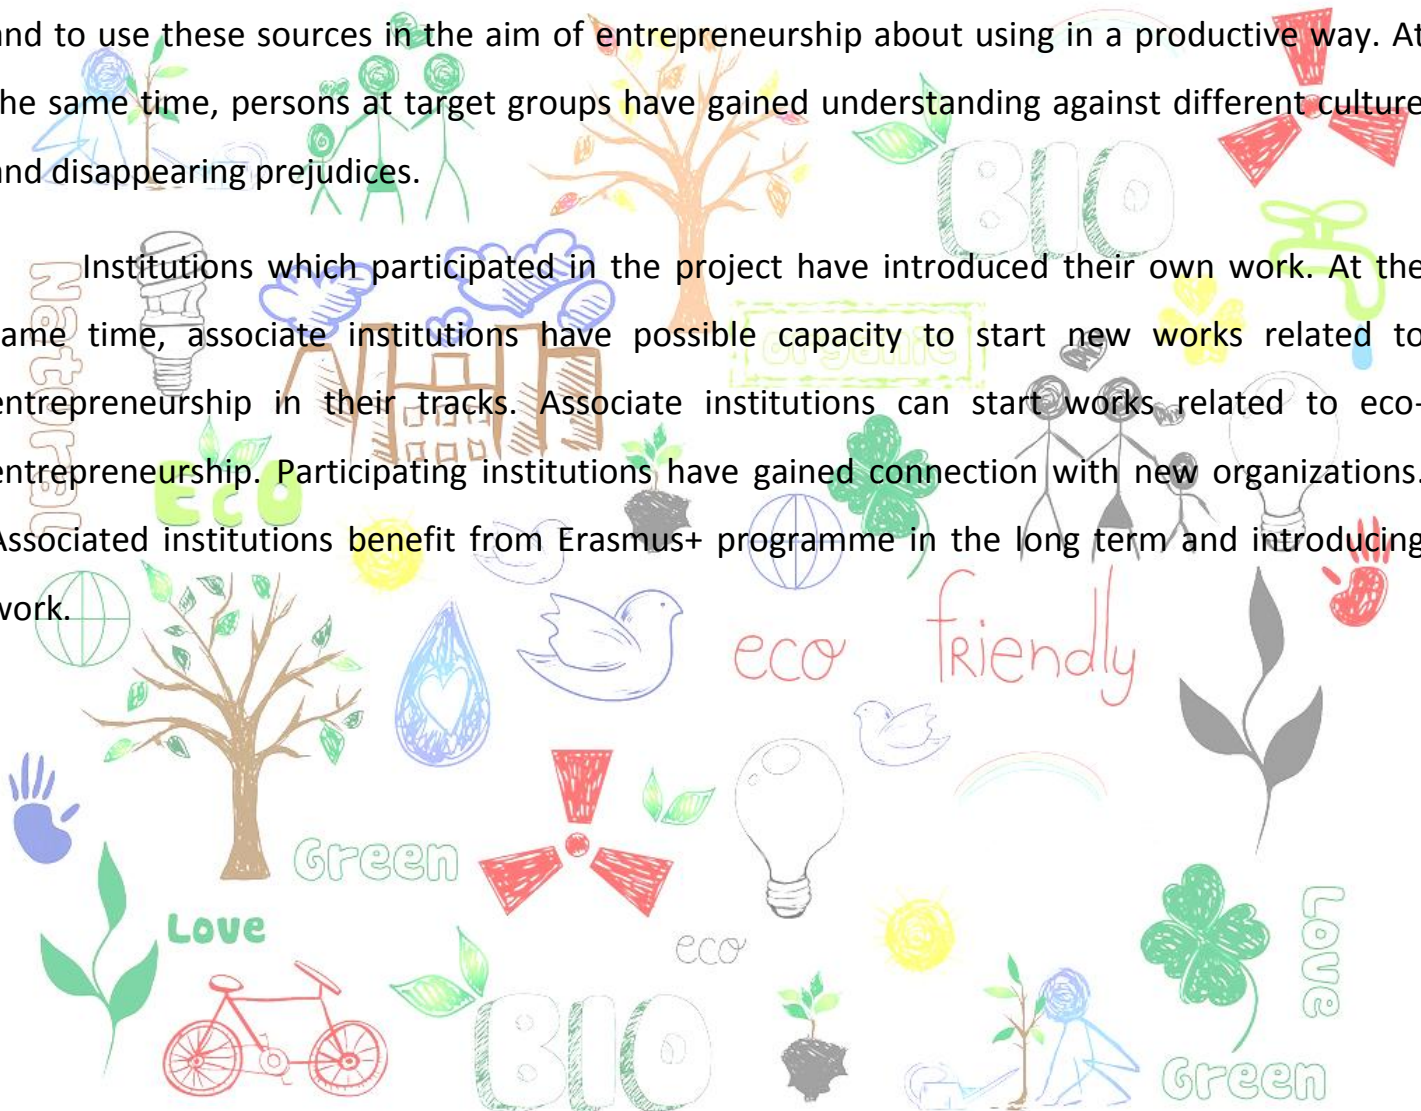 and to use these sources in the aim of entrepreneurship about using in a productive way. At
the same time, persons at target groups have gained understanding against different culture
and disappearing prejudices.
BIO
Institutions which participated in the project have introduced their own work. At the
same time, associate institutions have possible capacity to start new works related to
entrepreneurship in their tracks. Associate institutions can start works related to eco-
entrepreneurship. Participating institutions have gained connection with new organizations.
Associated institutions benefit from Erasmus+ programme in the long term and introducing
work.
Natural
organic
Eco
eco friendly
Green
Love
eco
Love
BIO
Green